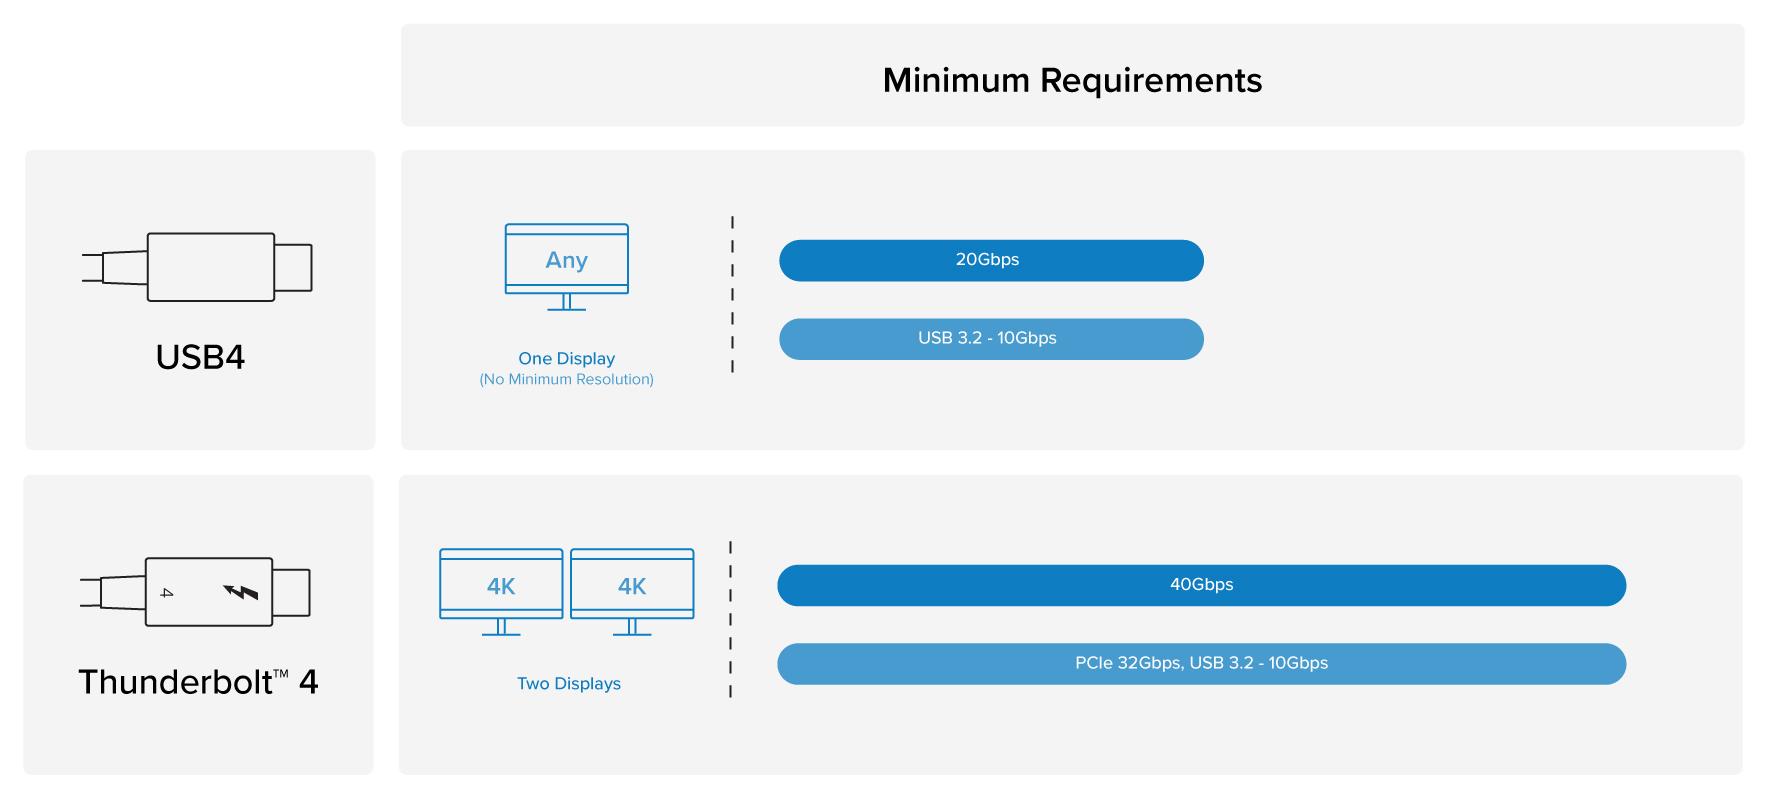 Minimum Requirements
USB4
Any
One Display
(No Minimum Resolution)
20Gbps
USB 3.2 - 10Gbps
4
Thunderbolt™ 4
4K
4K
Two Displays
40Gbps
PCIe 32Gbps, USB 3.2 - 10Gbps